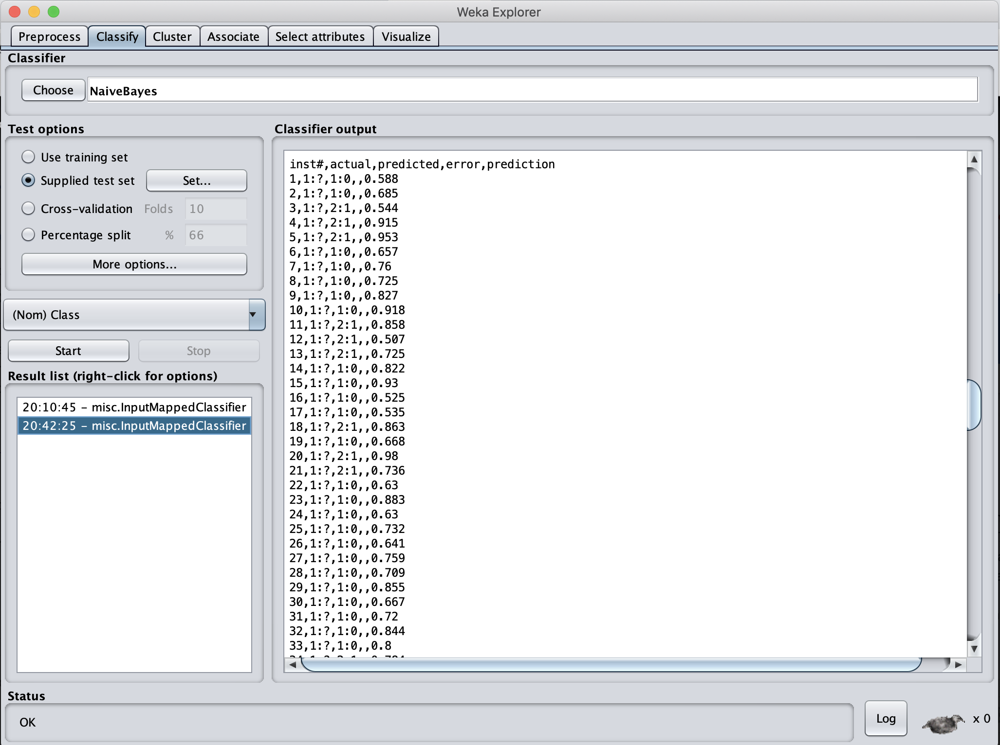 Weka Explorer
Preprocess Classify Cluster Associate Select attributes Visualize
Classifier
Choose NaiveBayes
Test options
Use training set
Supplied test set Set...
Cross-validation Folds 10
Percentage split % 66
More options...
(Nom) Class
Start Stop
Result list (right-click for options)
20:10:45 - misc.InputMappedClassifier
20:42:25 - misc.InputMappedClassifier
Classifier output
inst#,actual,predicted,error,prediction
1,1:?,1:0,,0.588
2,1:?,1:0,,0.685
3,1:?,2:1,,0.544
4,1:?,2:1,,0.915
5,1:?,2:1,,0.953
6,1:?,1:0,,0.657
7,1:?,1:0,,0.76
8,1:?,1:0,,0.725
9,1:?,1:0,,0.827
10,1:?,1:0,,0.918
11,1:?,2:1,,0.858
12,1:?,2:1,,0.507
13,1:?,2:1,,0.725
14,1:?,1:0,,0.822
15,1:?,1:0,,0.93
16,1:?,1:0,,0.525
17,1:?,1:0,,0.535
18,1:?,2:1,,0.863
19,1:?,1:0,,0.668
20,1:?,2:1,,0.98
21,1:?,2:1,,0.736
22,1:?,1:0,,0.63
23,1:?,1:0,,0.883
24,1:?,1:0,,0.63
25,1:?,1:0,,0.732
26,1:?,1:0,,0.641
27,1:?,1:0,,0.759
28,1:?,1:0,,0.709
29,1:?,1:0,,0.855
30,1:?,1:0,,0.667
31,1:?,1:0,,0.72
32,1:?,1:0,,0.844
33,1:?,1:0,,0.8
Status
OK
Log x 0